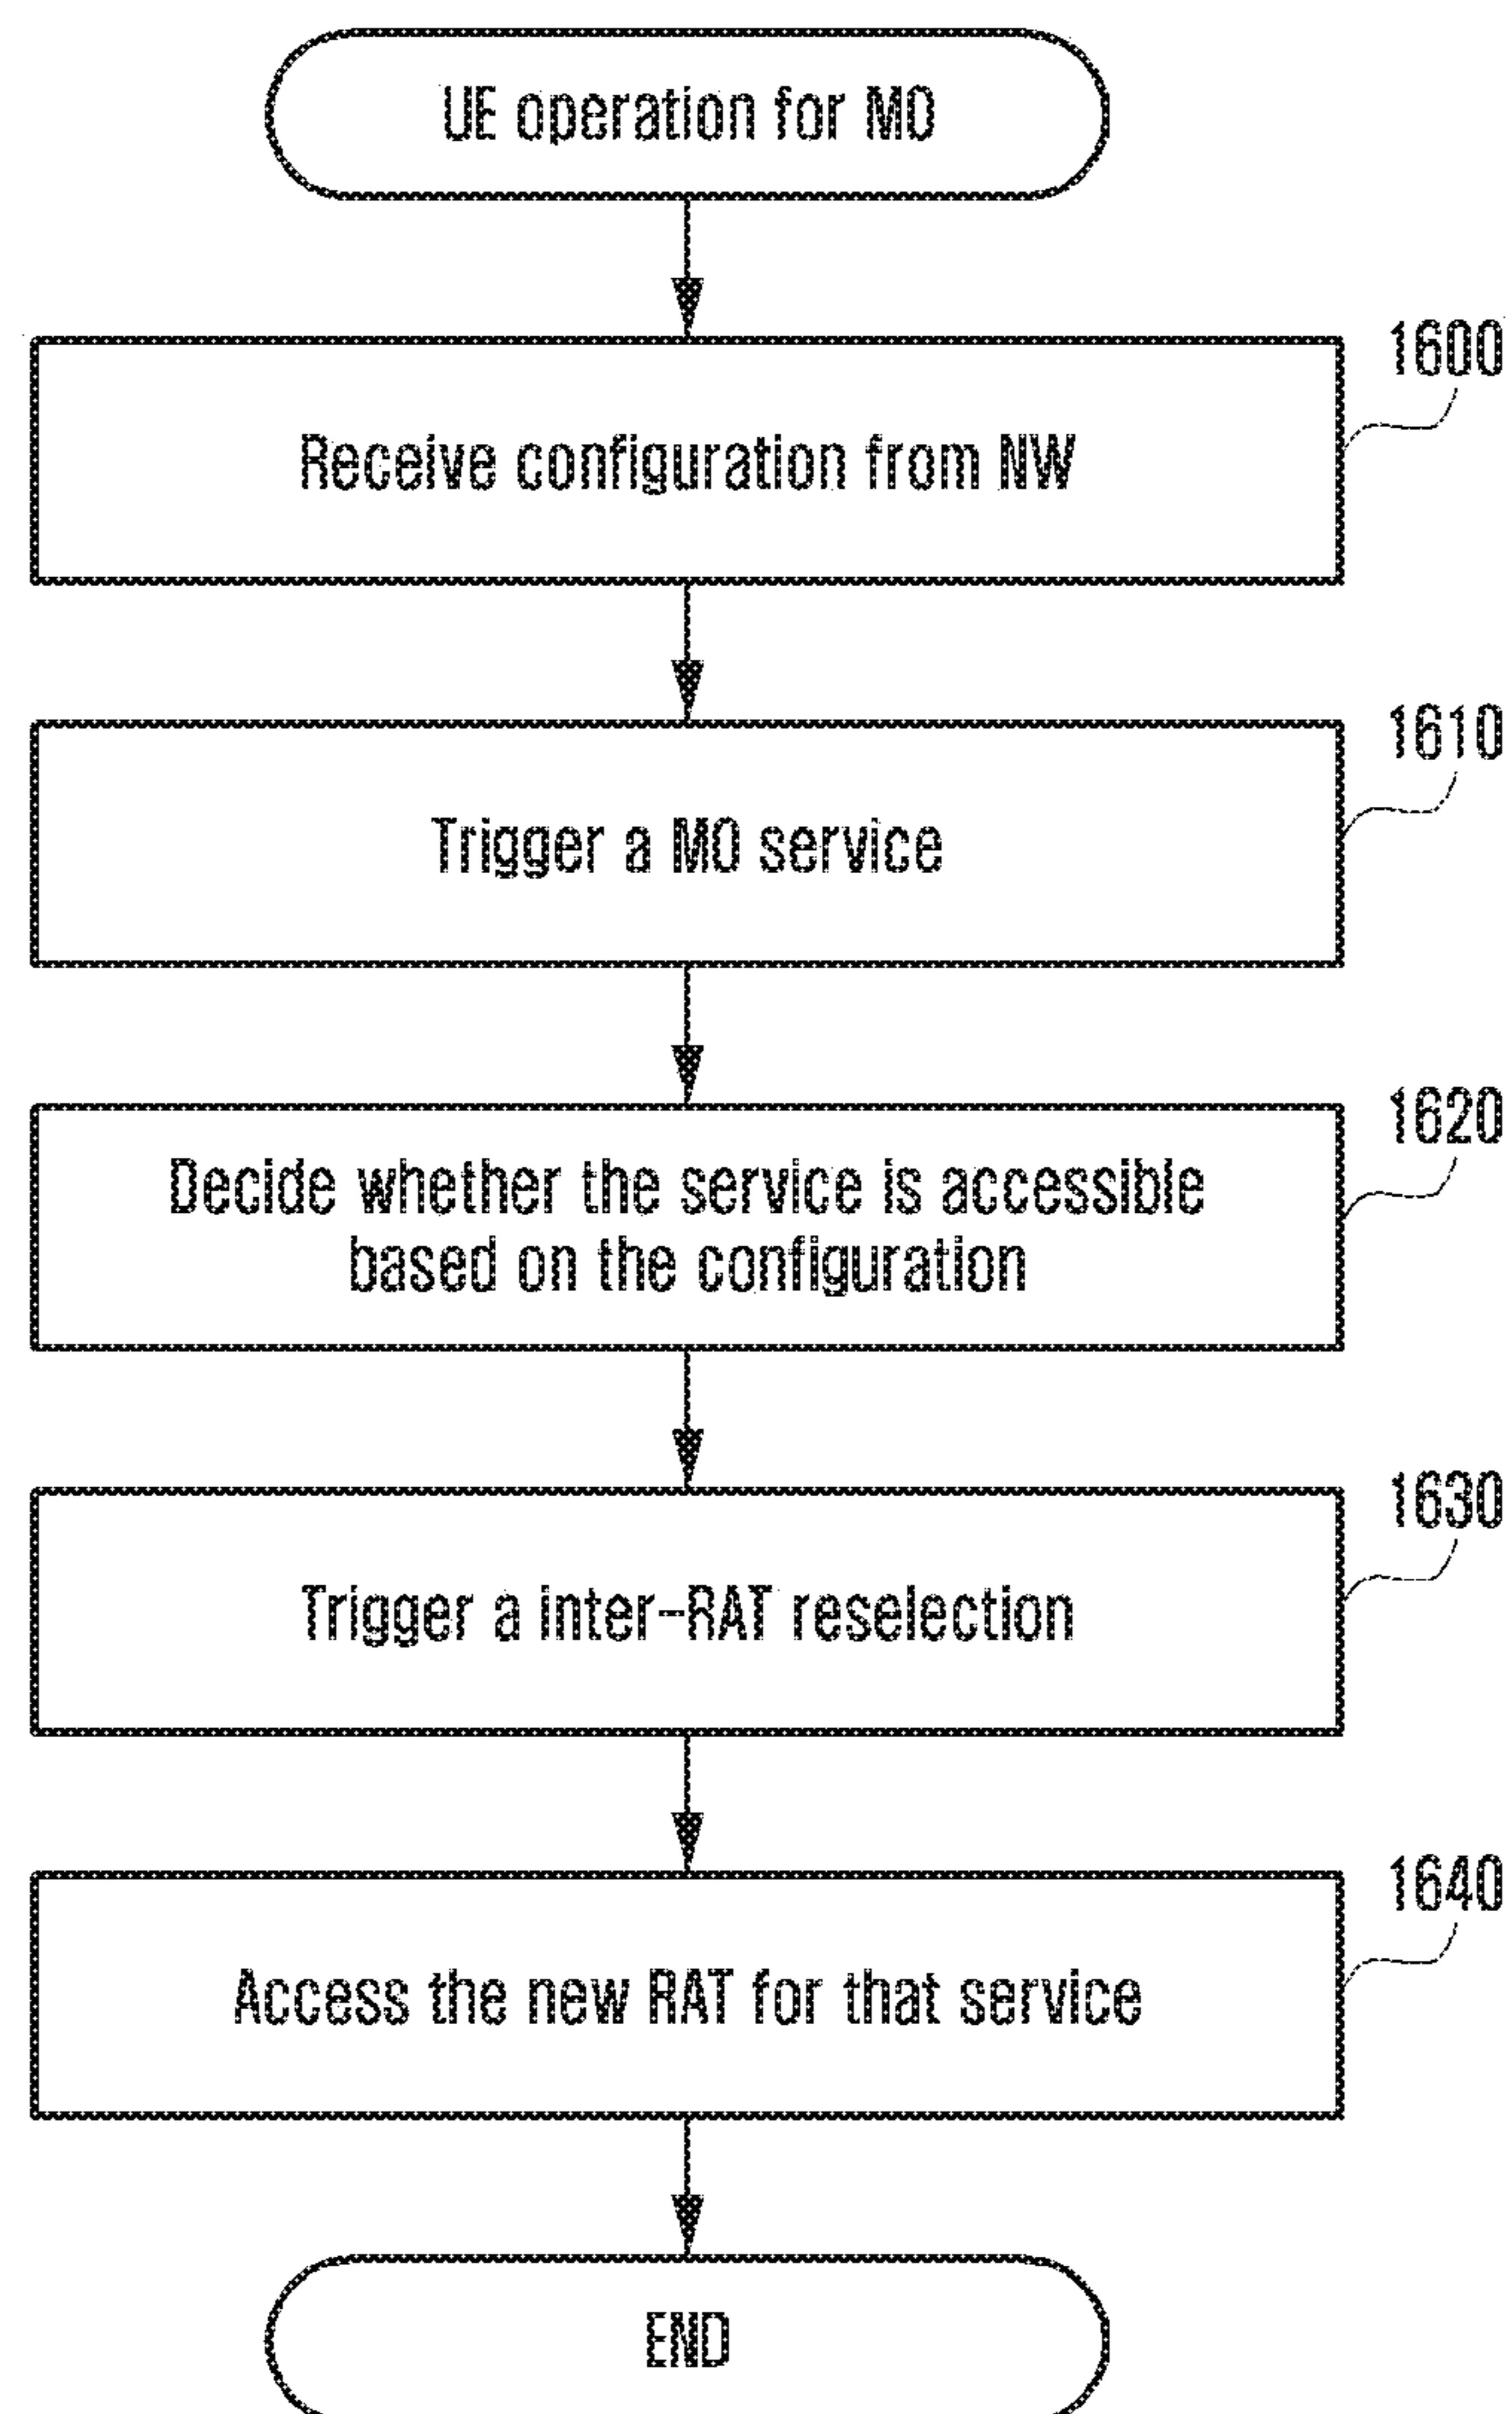 UE operation for MO
1600
Receive configuration from NW
1610
Trigger a MO service
1620
Decide whether the service is accessible
based on the configuration
1630
Trigger a inter-RAT reselection
1640
Access the new RAT for that service
END